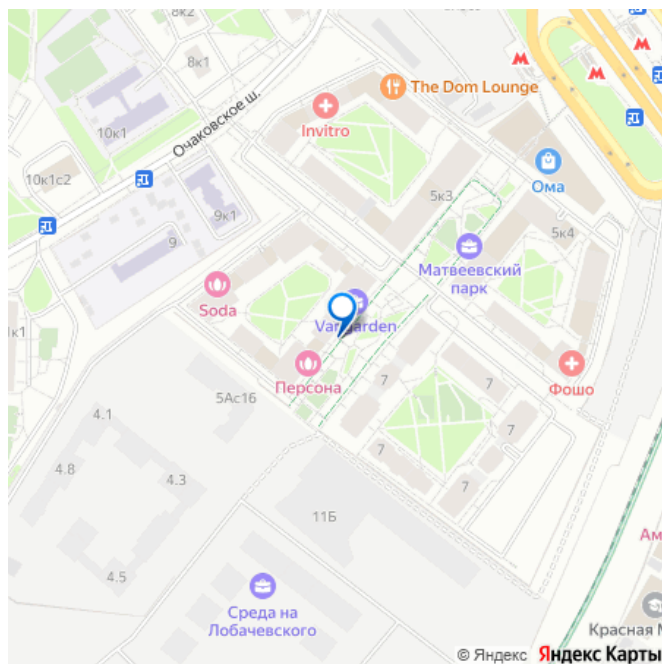 8к2
8к1
The Dom Lounge
Invitro
Очаковское ш.
10к1
10к1с2
Ома
5к3
9к1
5к4
9
Матвеевский
парк
Soda
Vangarden
1к1
Персона
7
7
Фошо
5Ас16
4.1
7
7
4.8
4.3
7
11Б
4.5
Среда на
Лобачевского
Красная
© Яндекс Яндекс Карты